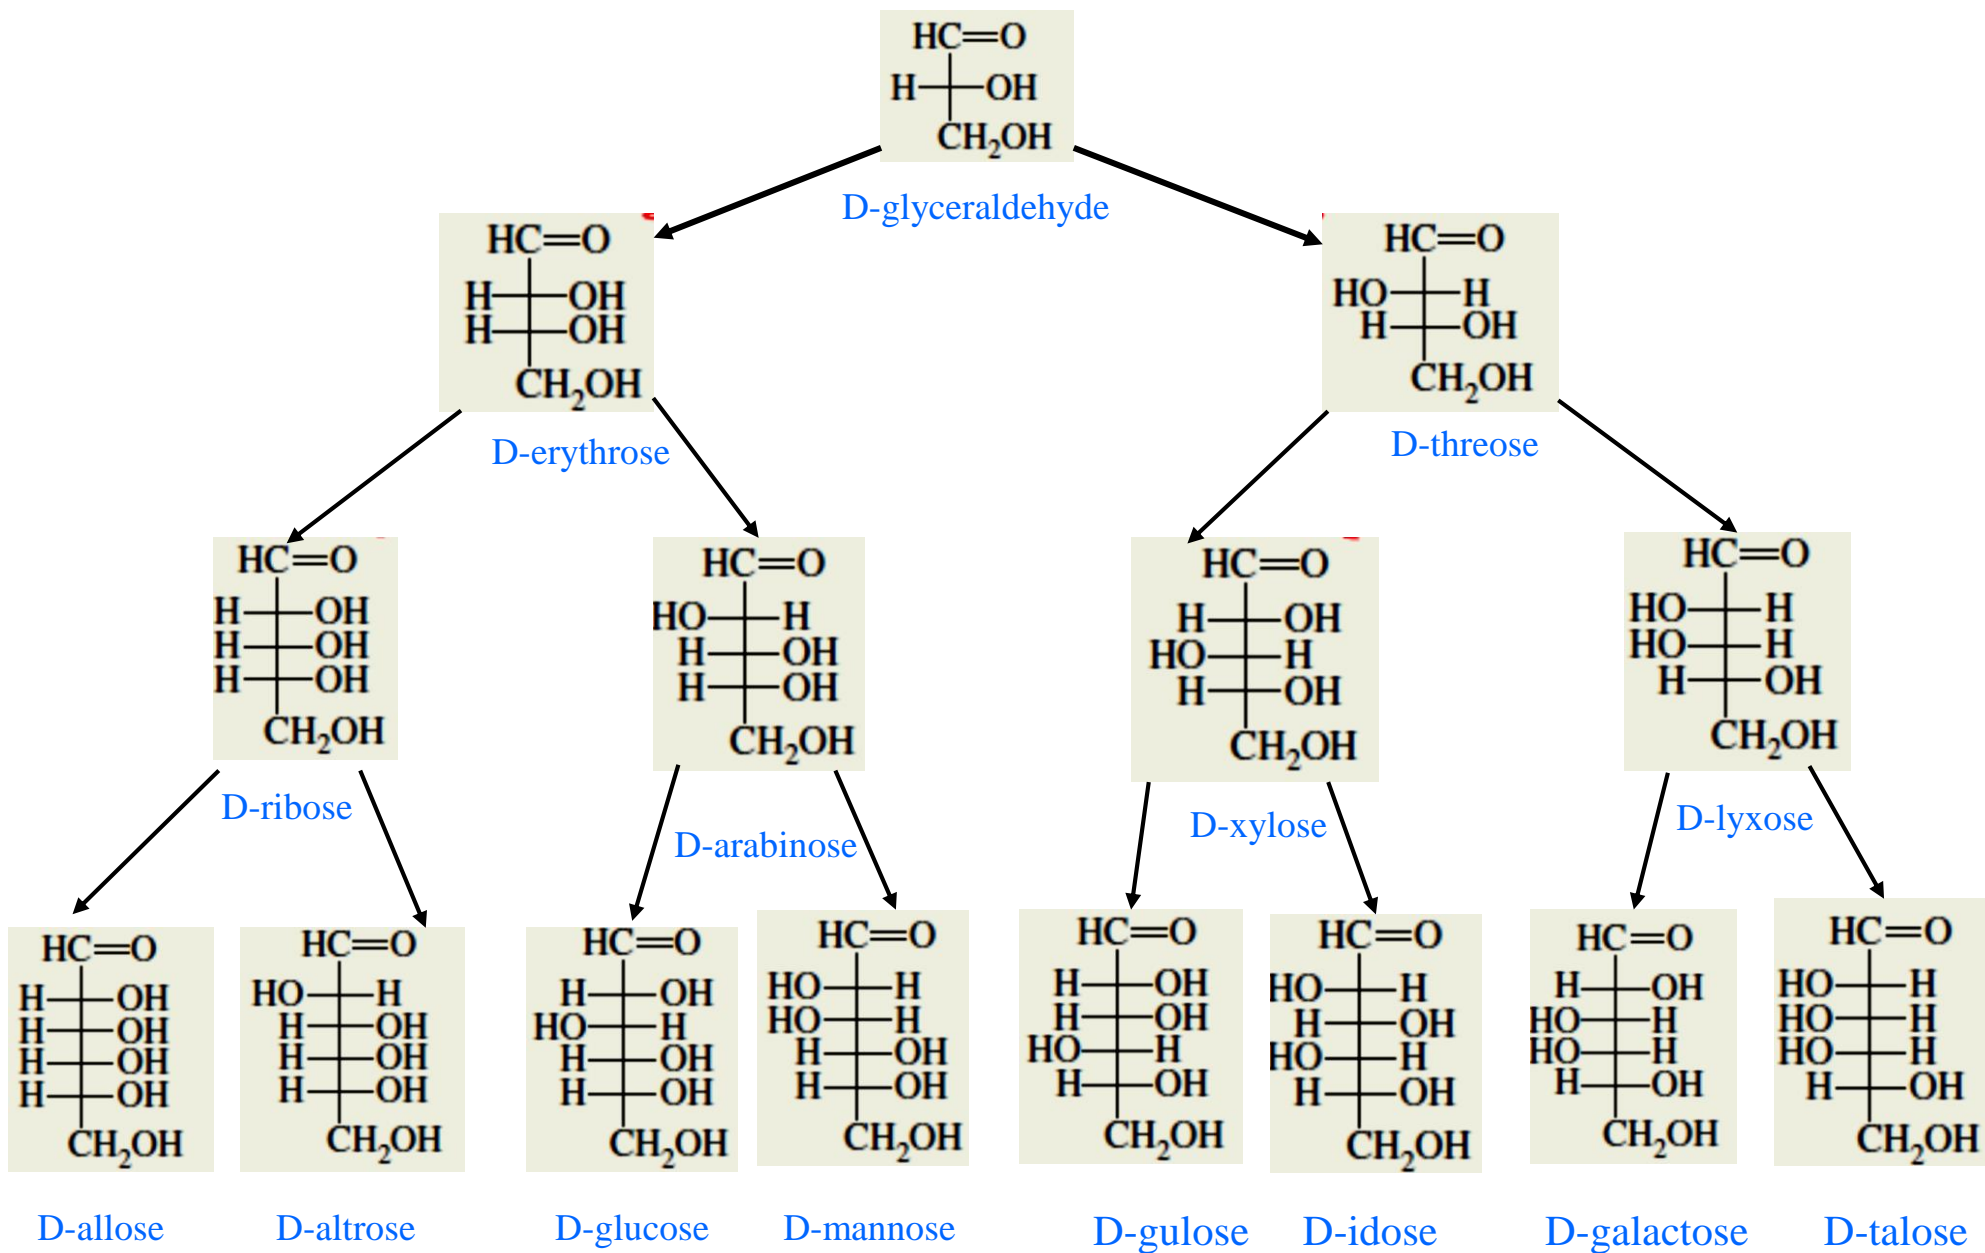 HC=O
H OH
CH₂OH
D-glyceraldehyde
HC=O
H OH
H OH
CH₂OH
D-erythrose
HC=O
HO H
H OH
CH₂OH
D-threose
HC=O
H OH
H OH
H OH
CH₂OH
D-ribose
HC=O
HO H
H OH
H OH
CH₂OH
D-arabinose
HC=O
H OH
HO H
H OH
CH₂OH
D-xylose
HC=O
HO H
HO H
H OH
CH₂OH
D-lyxose
HC=O
H OH
H OH
H OH
H OH
CH₂OH
D-allose
HC=O
HO H
H OH
H OH
H OH
CH₂OH
D-altrose
HC=O
H OH
HO H
H OH
H OH
CH₂OH
D-glucose
HC=O
HO H
HO H
H OH
H OH
CH₂OH
D-mannose
HC=O
H OH
H OH
HO H
H OH
CH₂OH
D-gulose
HC=O
HO H
H OH
HO H
H OH
CH₂OH
D-idose
HC=O
H OH
HO H
HO H
H OH
CH₂OH
D-galactose
HC=O
HO H
HO H
HO H
H OH
CH₂OH
D-talose